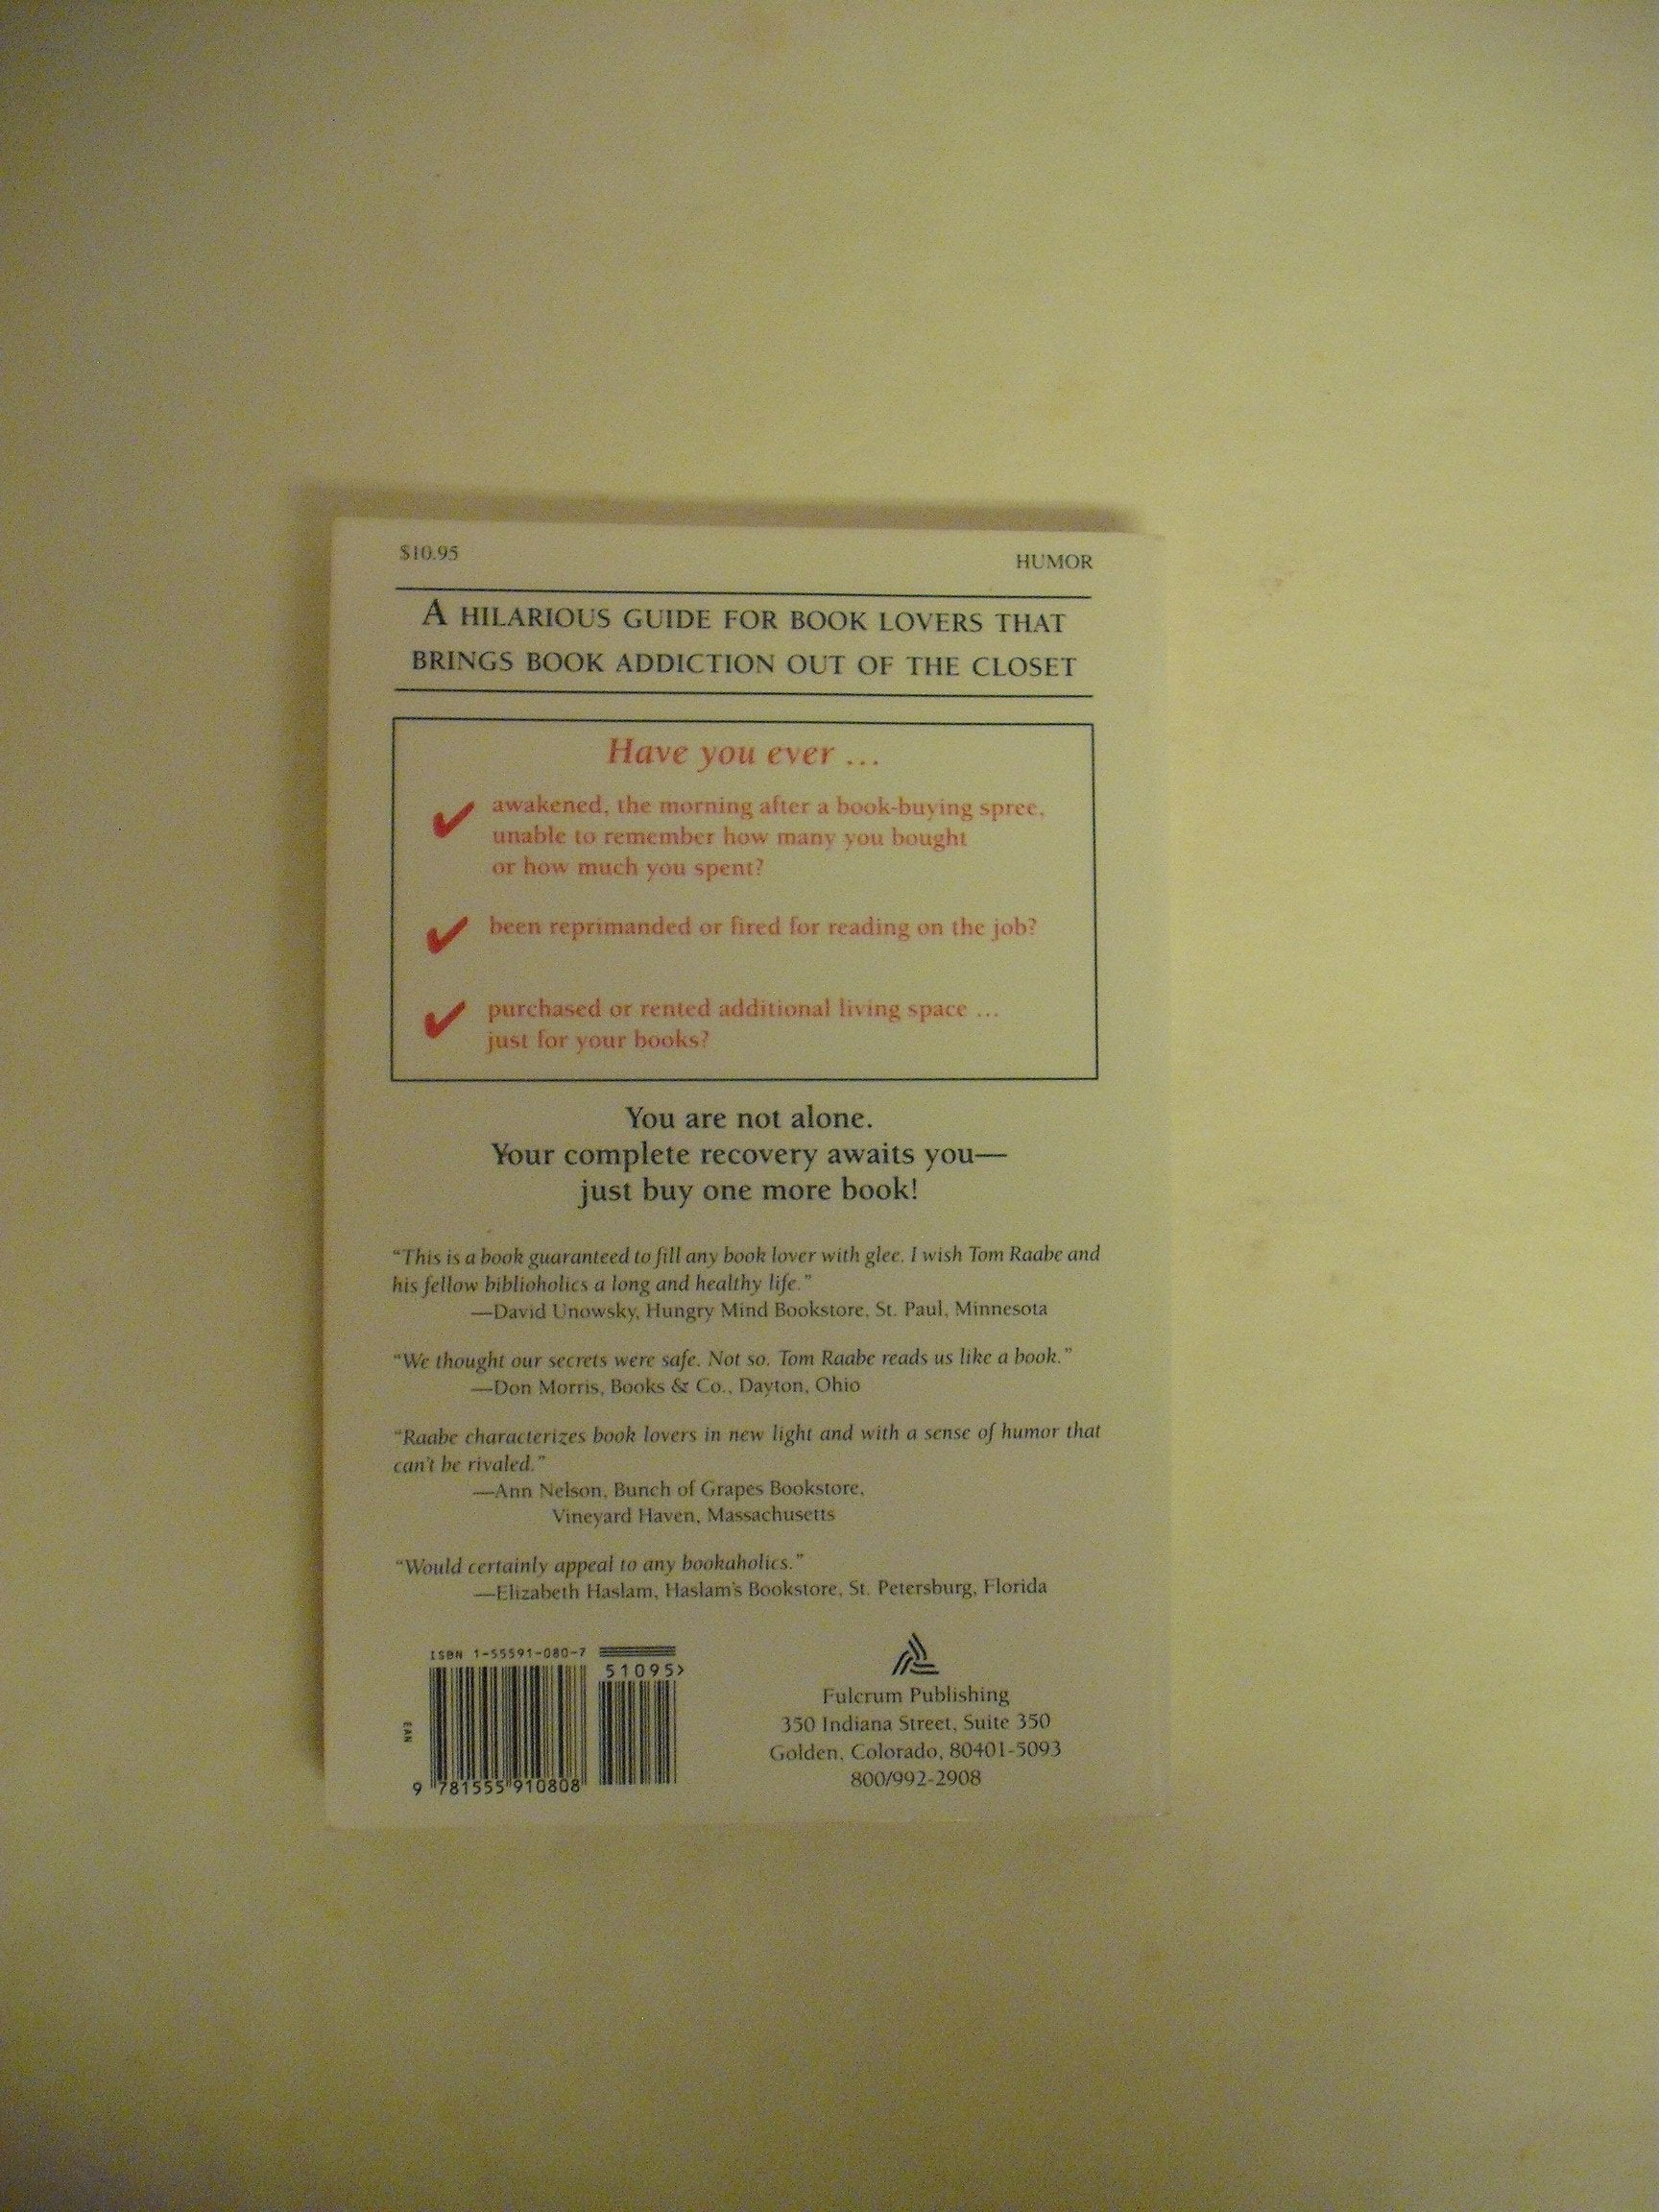 $10.95
HUMOR
A HILARIOUS GUIDE FOR BOOK LOVERS THAT
BRINGS BOOK ADDICTION OUT OF THE CLOSET
Have you ever ...
✔ awakened, the morning after a book-buying spree,
unable to remember how many you bought
or how much you spent?
✔ been reprimanded or fired for reading on the job?
✔ purchased or rented additional living space ...
just for your books?
You are not alone.
Your complete recovery awaits you—
just buy one more book!
“This is a book guaranteed to fill any book lover with glee. I wish Tom Raabe and
his fellow biblioholics a long and healthy life.”
—David Unowsky, Hungry Mind Bookstore, St. Paul, Minnesota
“We thought our secrets were safe. Not so. Tom Raabe reads us like a book.”
—Don Morris, Books & Co., Dayton, Ohio
“Raabe characterizes book lovers in new light and with a sense of humor that
can't be rivaled.”
—Ann Nelson, Bunch of Grapes Bookstore,
Vineyard Haven, Massachusetts
“Would certainly appeal to any bookaholics.”
—Elizabeth Haslam, Haslam's Bookstore, St. Petersburg, Florida
ISBN 1-55591-080-7
51095>
EAN
9 781555 910808
Fulcrum Publishing
350 Indiana Street, Suite 350
Golden, Colorado, 80401-5093
800/992-2908